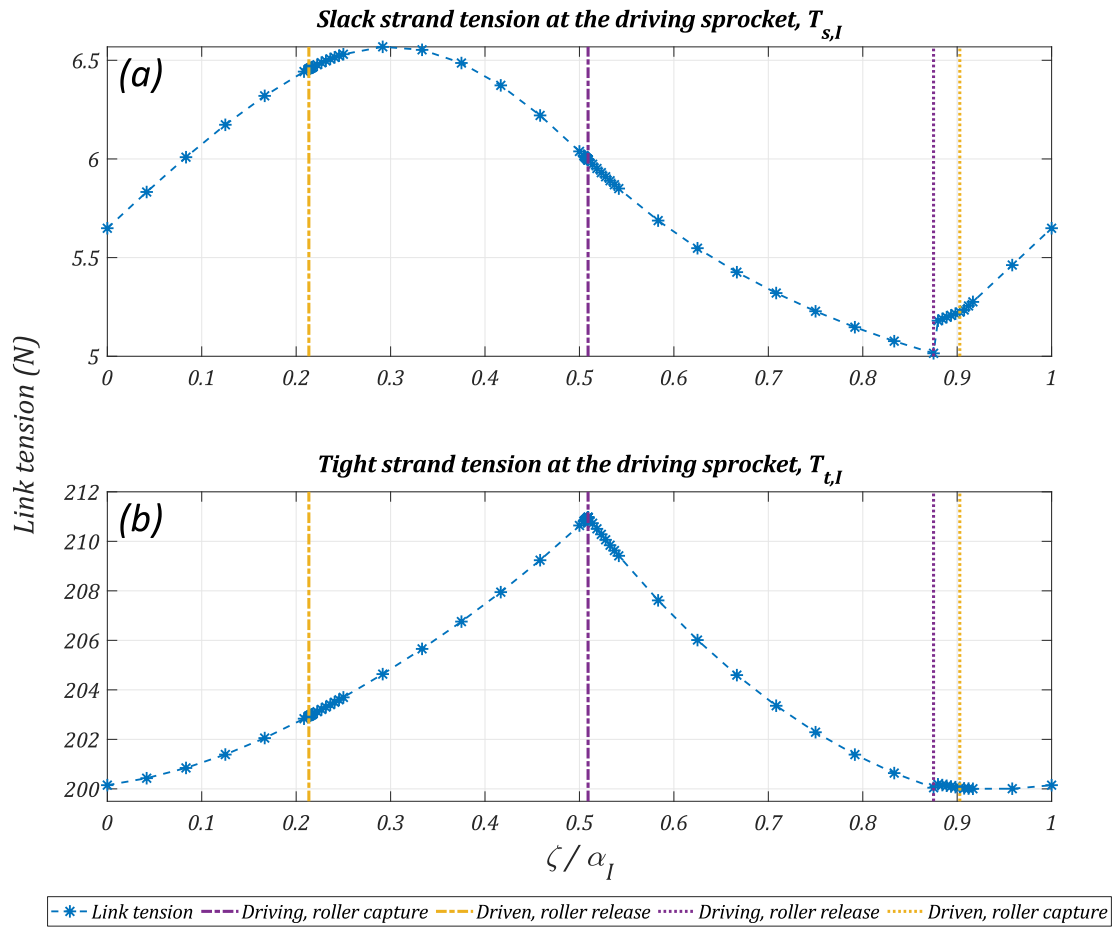 Slack strand tension at the driving sprocket, T_{s,I}
(a)
6.5
6
5.5
5
0 0.1 0.2 0.3 0.4 0.5 0.6 0.7 0.8 0.9 1
Link tension (N)
Tight strand tension at the driving sprocket, T_{t,I}
(b)
212
210
208
206
204
202
200
0 0.1 0.2 0.3 0.4 0.5 0.6 0.7 0.8 0.9 1
ζ / α_I
Link tension Driving, roller capture Driven, roller release Driving, roller release Driven, roller capture